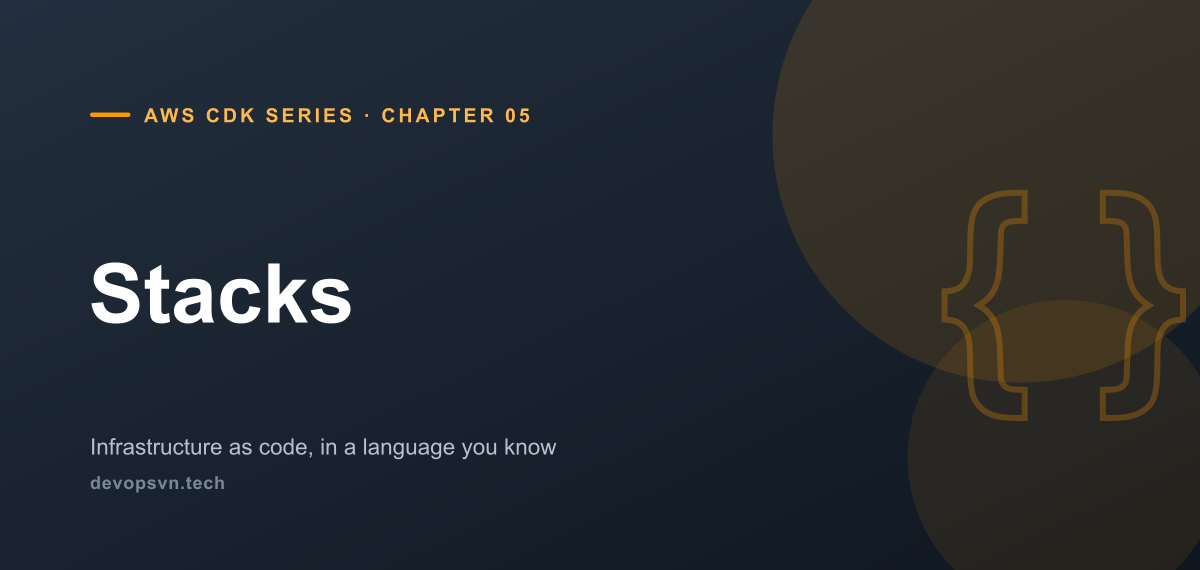 AWS CDK SERIES · CHAPTER 05
Stacks
{ }
Infrastructure as code, in a language you know
devopsvn.tech